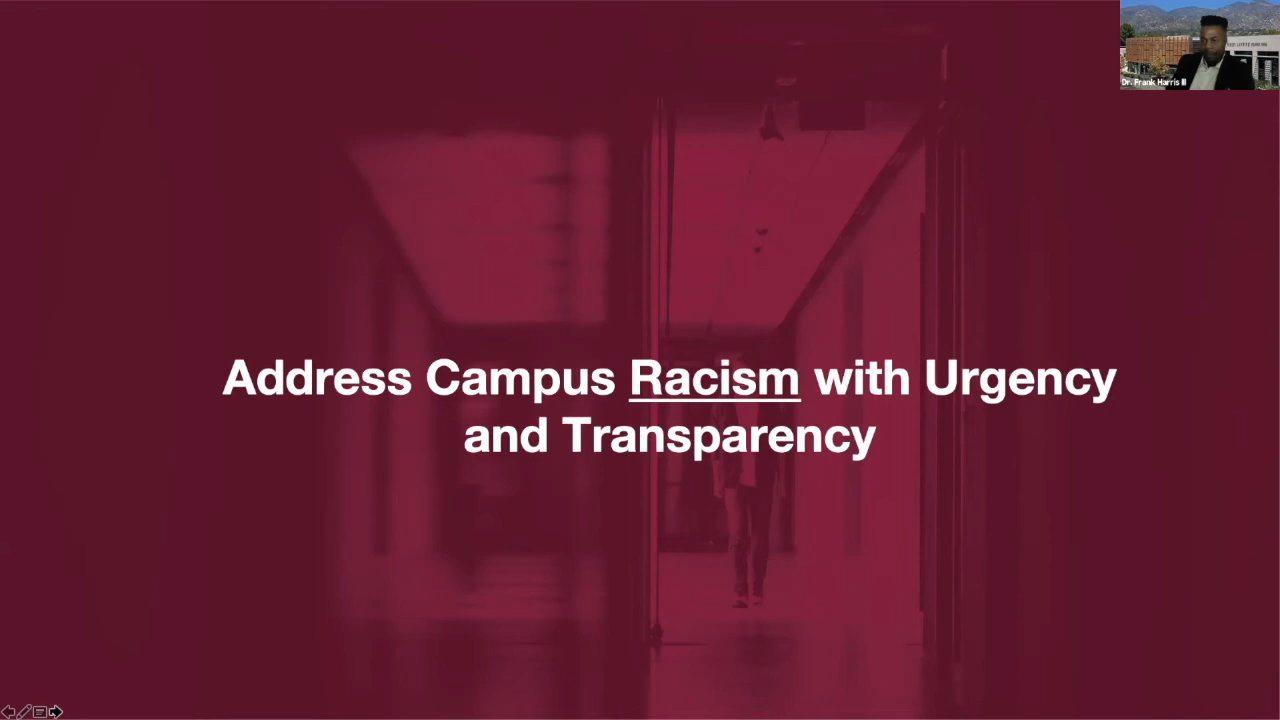 Dr. Frank Harris III
Address Campus Racism with Urgency
and Transparency